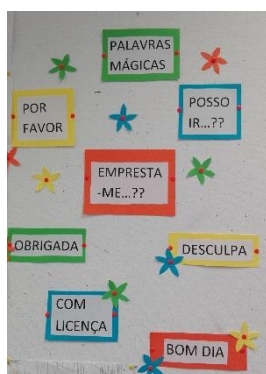 PALAVRAS
MÁGICAS
POR
FAVOR
POSSO
IR...??
EMPRESTA
-ME...??
OBRIGADA
DESCULPA
COM
LICENÇA
BOM DIA